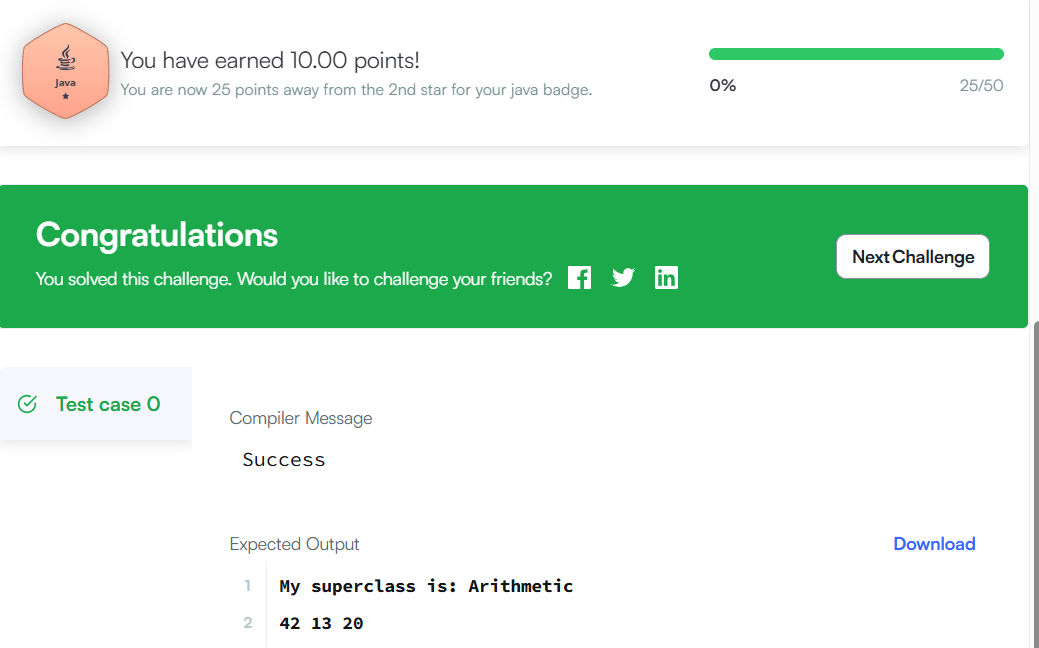 Java
You have earned 10.00 points!
You are now 25 points away from the 2nd star for your java badge.
0%
25/50
Congratulations
You solved this challenge. Would you like to challenge your friends?
Next Challenge
Test case 0
Compiler Message
Success
Expected Output
Download
1 My superclass is: Arithmetic
2 42 13 20